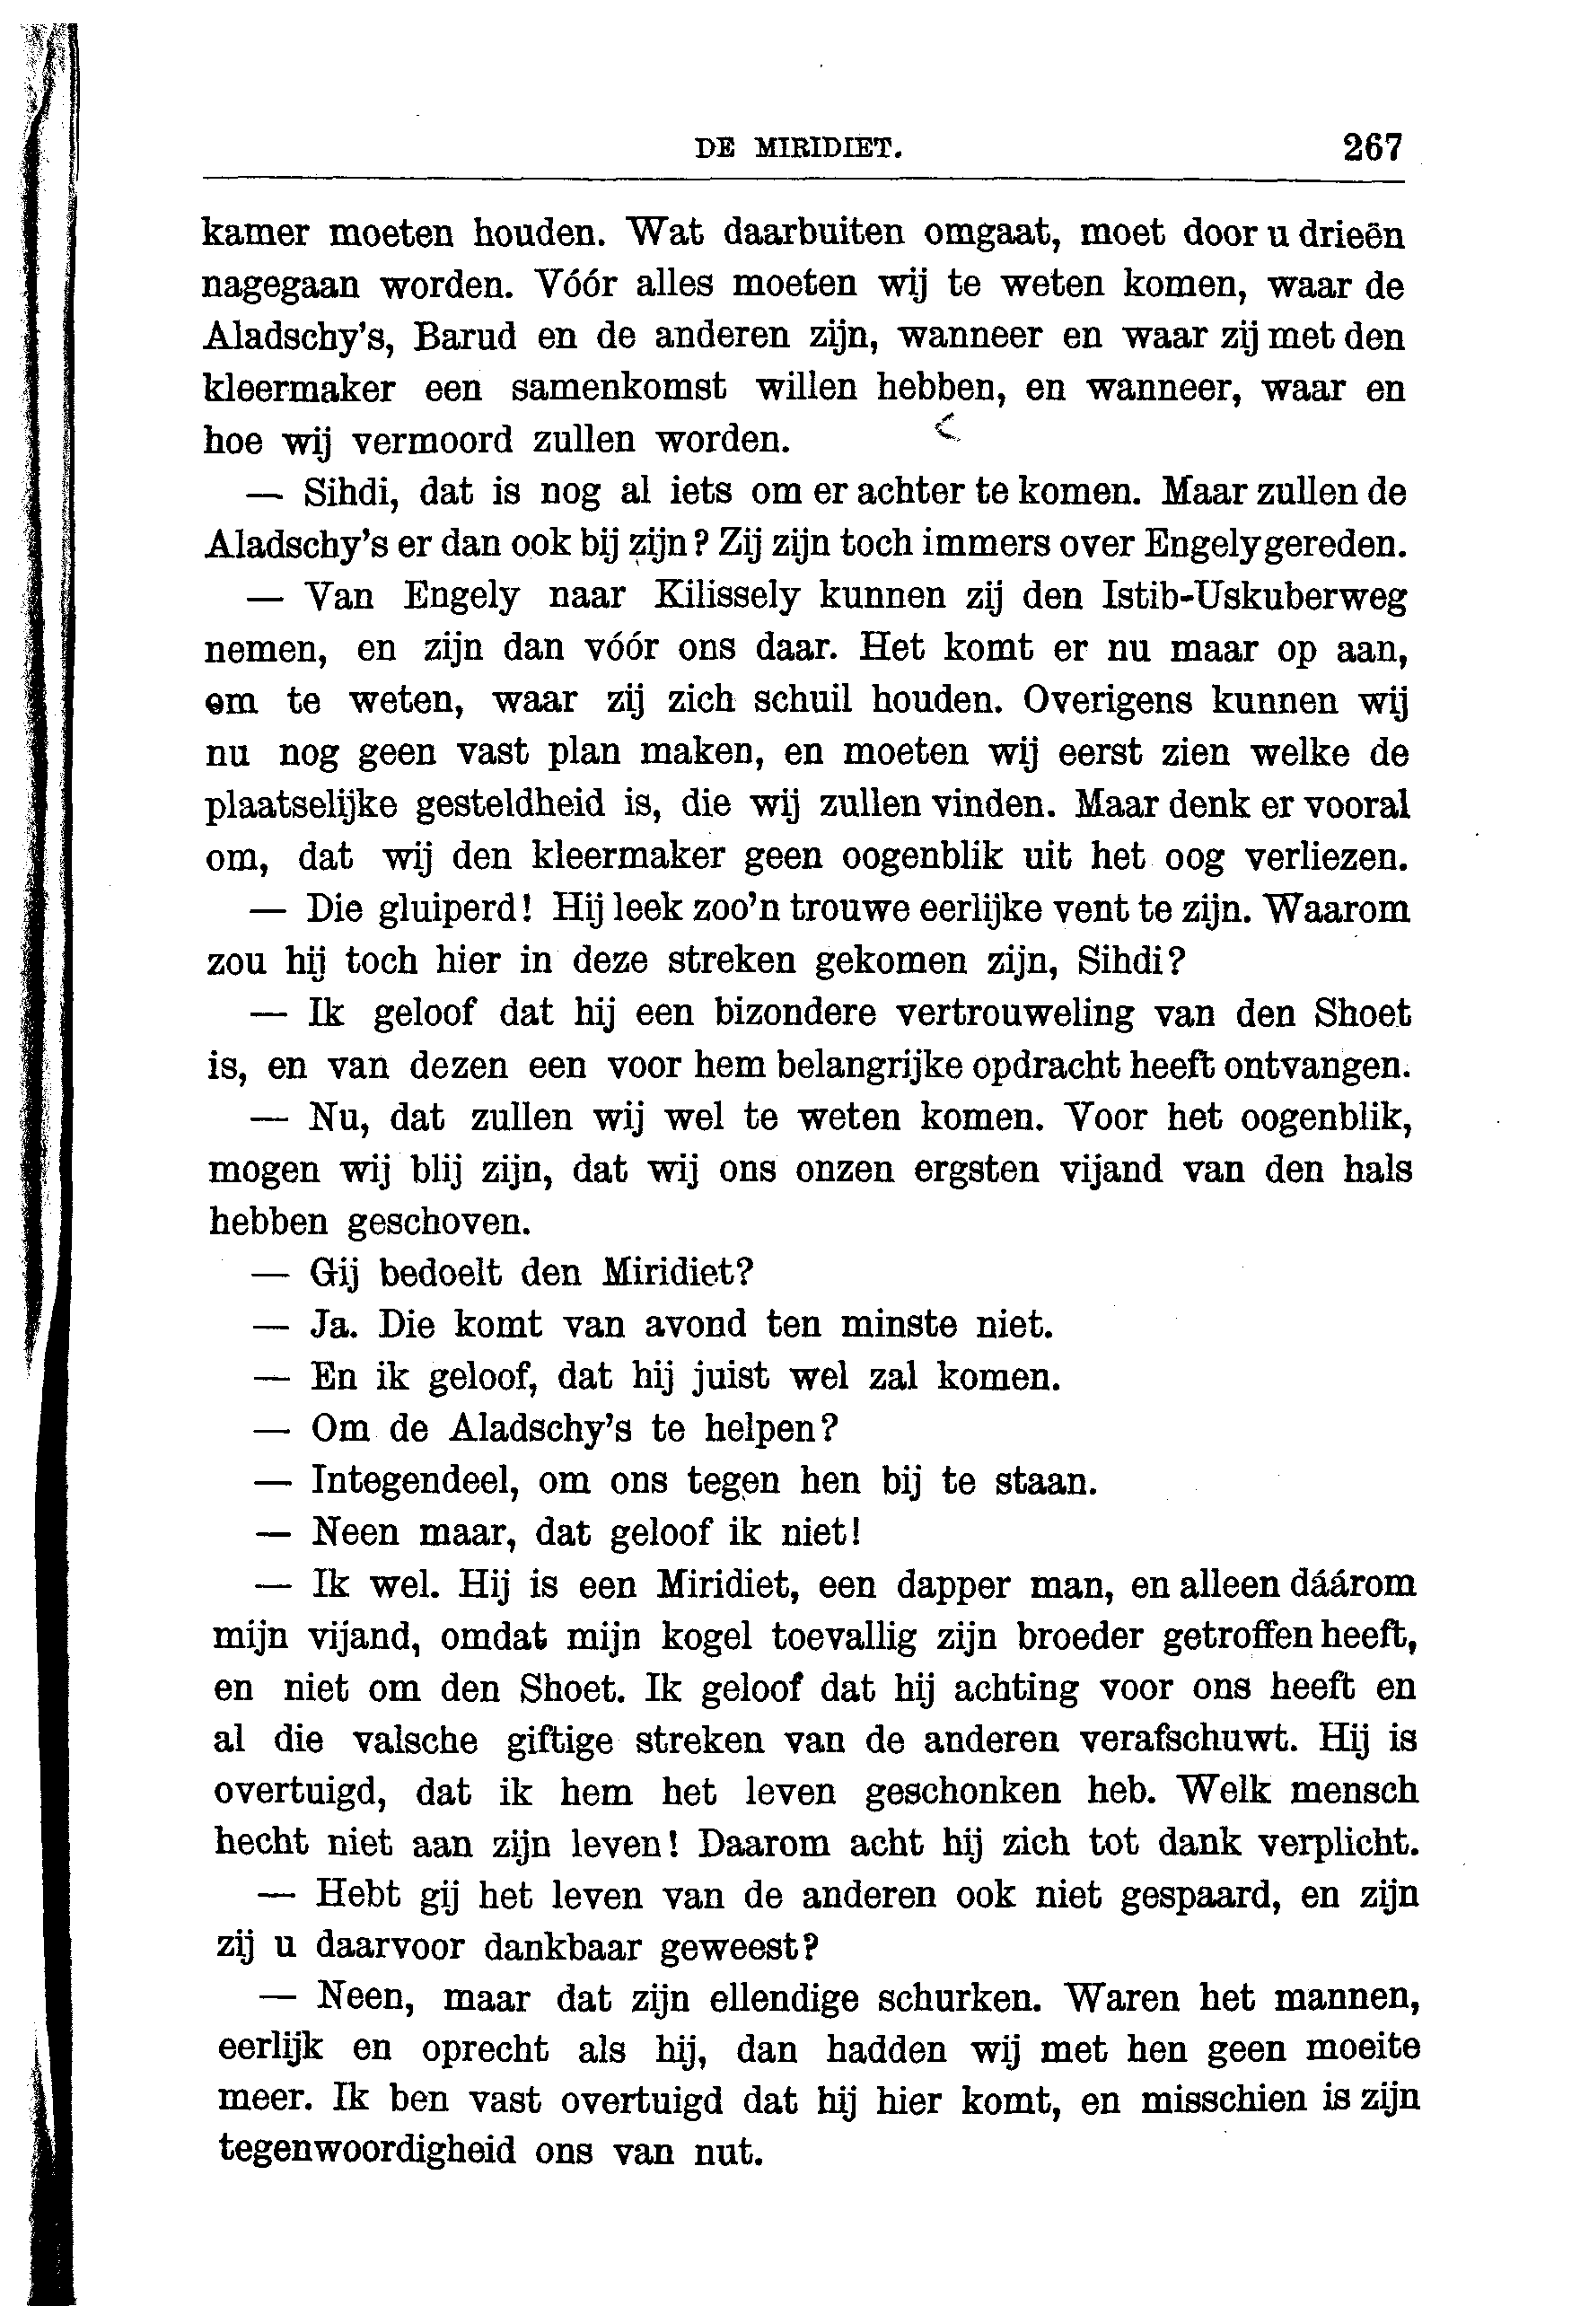 DE MIRIDIET. 267
kamer moeten houden. Wat daarbuiten omgaat, moet door u drieën
nagegaan worden. Vóór alles moeten wij te weten komen, waar de
Aladschy's, Barud en de anderen zijn, wanneer en waar zij met den
kleermaker een samenkomst willen hebben, en wanneer, waar en
hoe wij vermoord zullen worden.
— Sihdi, dat is nog al iets om er achter te komen. Maar zullen de
Aladschy's er dan ook bij zijn? Zij zijn toch immers over Engely gereden.
— Van Engely naar Kilissely kunnen zij den Istib-Uskuberweg
nemen, en zijn dan vóór ons daar. Het komt er nu maar op aan,
om te weten, waar zij zich schuil houden. Overigens kunnen wij
nu nog geen vast plan maken, en moeten wij eerst zien welke de
plaatselijke gesteldheid is, die wij zullen vinden. Maar denk er vooral
om, dat wij den kleermaker geen oogenblik uit het oog verliezen.
— Die gluiperd! Hij leek zoo'n trouwe eerlijke vent te zijn. Waarom
zou hij toch hier in deze streken gekomen zijn, Sihdi?
— Ik geloof dat hij een bizondere vertrouweling van den Shoet
is, en van dezen een voor hem belangrijke opdracht heeft ontvangen.
— Nu, dat zullen wij wel te weten komen. Voor het oogenblik,
mogen wij blij zijn, dat wij ons onzen ergsten vijand van den hals
hebben geschoven.
— Gij bedoelt den Miridiet?
— Ja. Die komt van avond ten minste niet.
— En ik geloof, dat hij juist wel zal komen.
— Om de Aladschy's te helpen?
— Integendeel, om ons tegen hen bij te staan.
— Neen maar, dat geloof ik niet!
— Ik wel. Hij is een Miridiet, een dapper man, en alleen dáárom
mijn vijand, omdat mijn kogel toevallig zijn broeder getroffen heeft,
en niet om den Shoet. Ik geloof dat hij achting voor ons heeft en
al die valsche giftige streken van de anderen verafschuwt. Hij is
overtuigd, dat ik hem het leven geschonken heb. Welk mensch
hecht niet aan zijn leven! Daarom acht hij zich tot dank verplicht.
— Hebt gij het leven van de anderen ook niet gespaard, en zijn
zij u daarvoor dankbaar geweest?
— Neen, maar dat zijn ellendige schurken. Waren het mannen,
eerlijk en oprecht als hij, dan hadden wij met hen geen moeite
meer. Ik ben vast overtuigd dat hij hier komt, en misschien is zijn
tegenwoordigheid ons van nut.